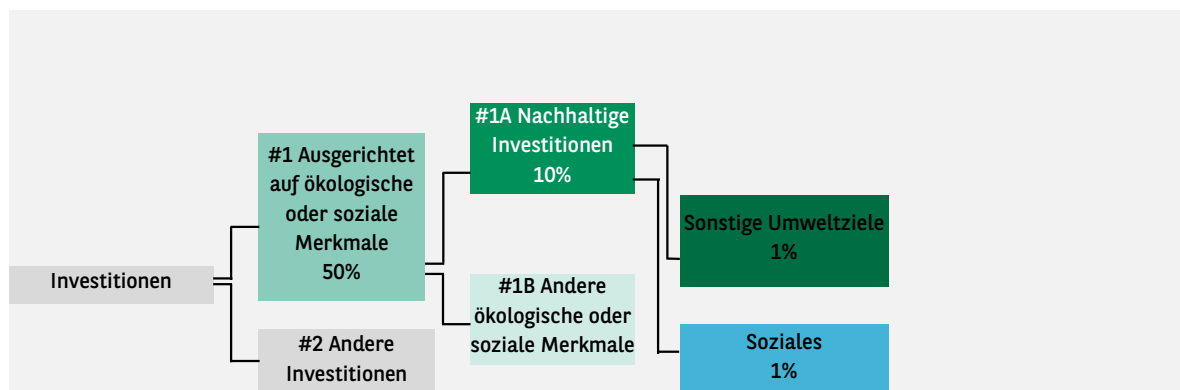 Investitionen
#1 Ausgerichtet
auf ökologische
oder soziale
Merkmale
50%
#2 Andere
Investitionen
#1A Nachhaltige
Investitionen
10%
#1B Andere
ökologische oder
soziale Merkmale
Sonstige Umweltziele
1%
Soziales
1%